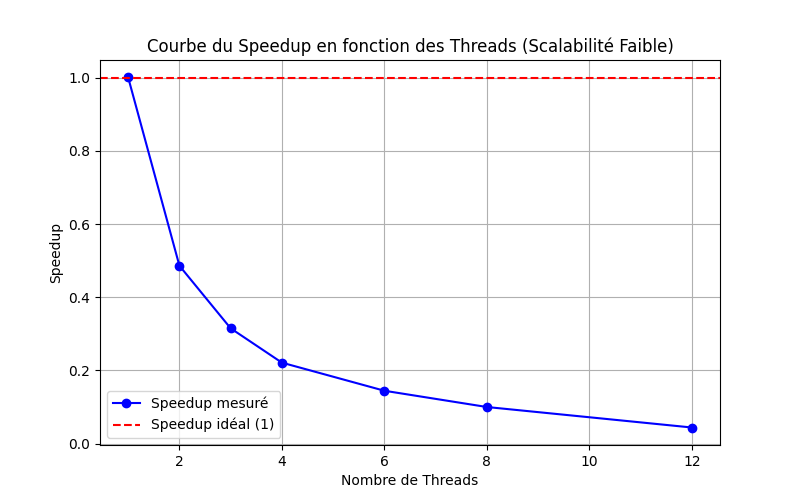 Courbe du Speedup en fonction des Threads (Scalabilité Faible)
1.0
0.8
0.6
0.4
0.2
0.0
Speedup
Speedup mesuré
Speedup idéal (1)
2 4 6 8 10 12
Nombre de Threads